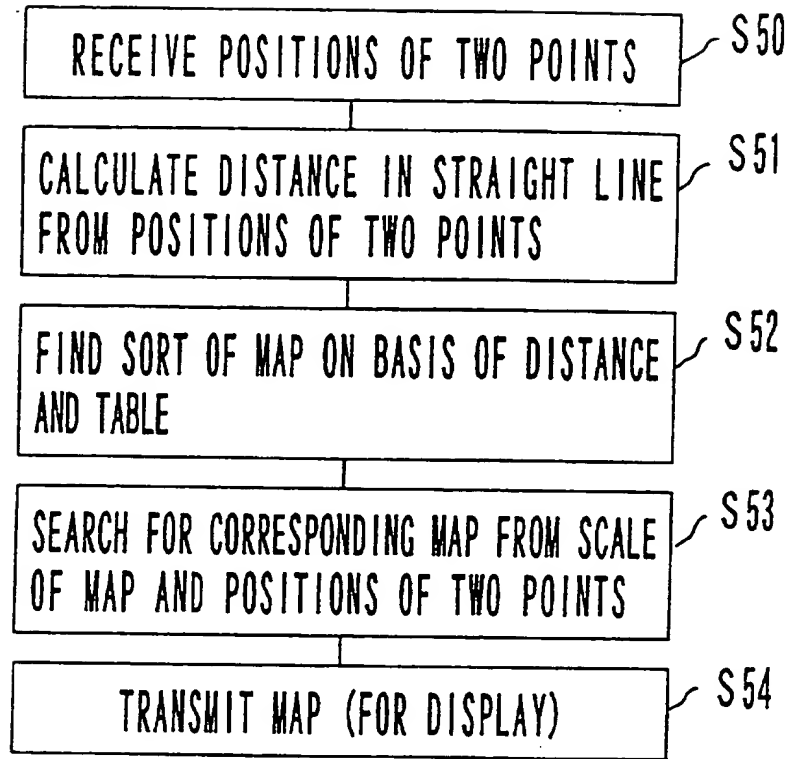 RECEIVE POSITIONS OF TWO POINTS
S50
CALCULATE DISTANCE IN STRAIGHT LINE
FROM POSITIONS OF TWO POINTS
S51
FIND SORT OF MAP ON BASIS OF DISTANCE
AND TABLE
S52
SEARCH FOR CORRESPONDING MAP FROM SCALE
OF MAP AND POSITIONS OF TWO POINTS
S53
TRANSMIT MAP (FOR DISPLAY)
S54